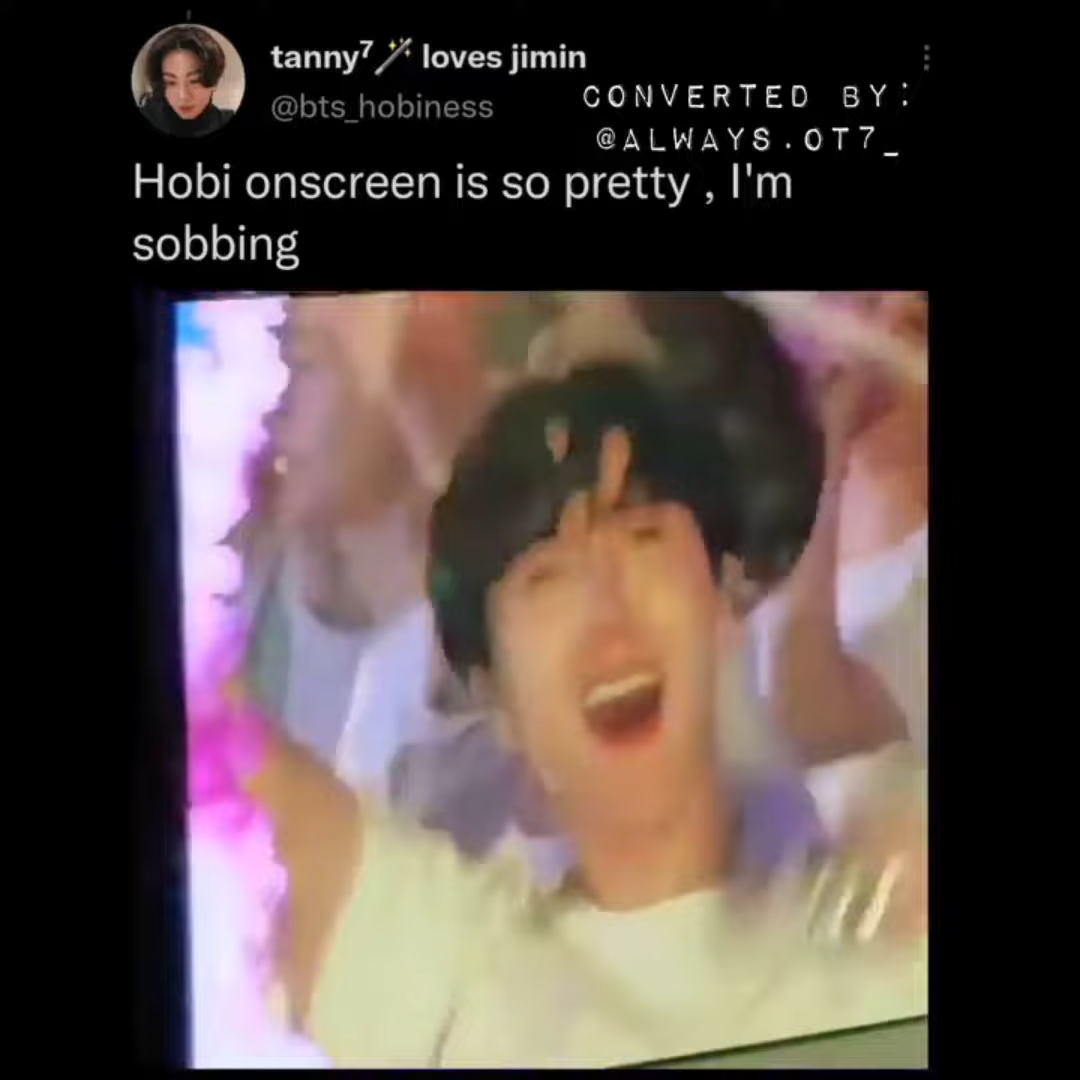 tanny⁷🪄 loves jimin
@bts_hobiness
CONVERTED BY:
@ALWAYS.OT7_
Hobi onscreen is so pretty , I'm
sobbing